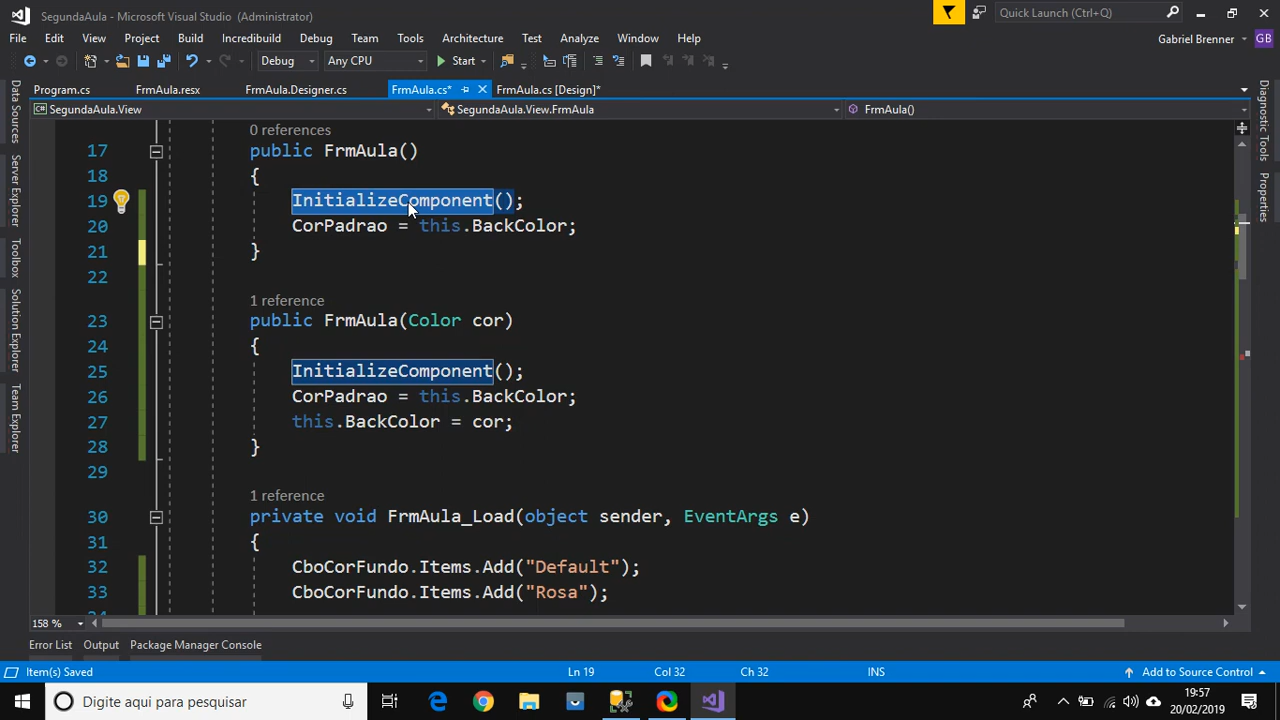 SegundaAula - Microsoft Visual Studio (Administrator)
Quick Launch (Ctrl+Q)
File Edit View Project Build Incredibuild Debug Team Tools Architecture Test Analyze Window Help
Gabriel Brenner GB
Debug Any CPU Start
Program.cs FrmAula.resx FrmAula.Designer.cs FrmAula.cs* FrmAula.cs [Design]*
SegundaAula.View SegundaAula.View.FrmAula FrmAula()
Data Sources
Server Explorer
Toolbox
Solution Explorer
Team Explorer
Diagnostic Tools
Properties
0 references
17 public FrmAula()
18 {
19 InitializeComponent();
20 CorPadrao = this.BackColor;
21 }
22
1 reference
23 public FrmAula(Color cor)
24 {
25 InitializeComponent();
26 CorPadrao = this.BackColor;
27 this.BackColor = cor;
28 }
29
1 reference
30 private void FrmAula_Load(object sender, EventArgs e)
31 {
32 CboCorFundo.Items.Add("Default");
33 CboCorFundo.Items.Add("Rosa");
158 %
Error List Output Package Manager Console
Item(s) Saved Ln 19 Col 32 Ch 32 INS Add to Source Control
Digite aqui para pesquisar
19:57
20/02/2019